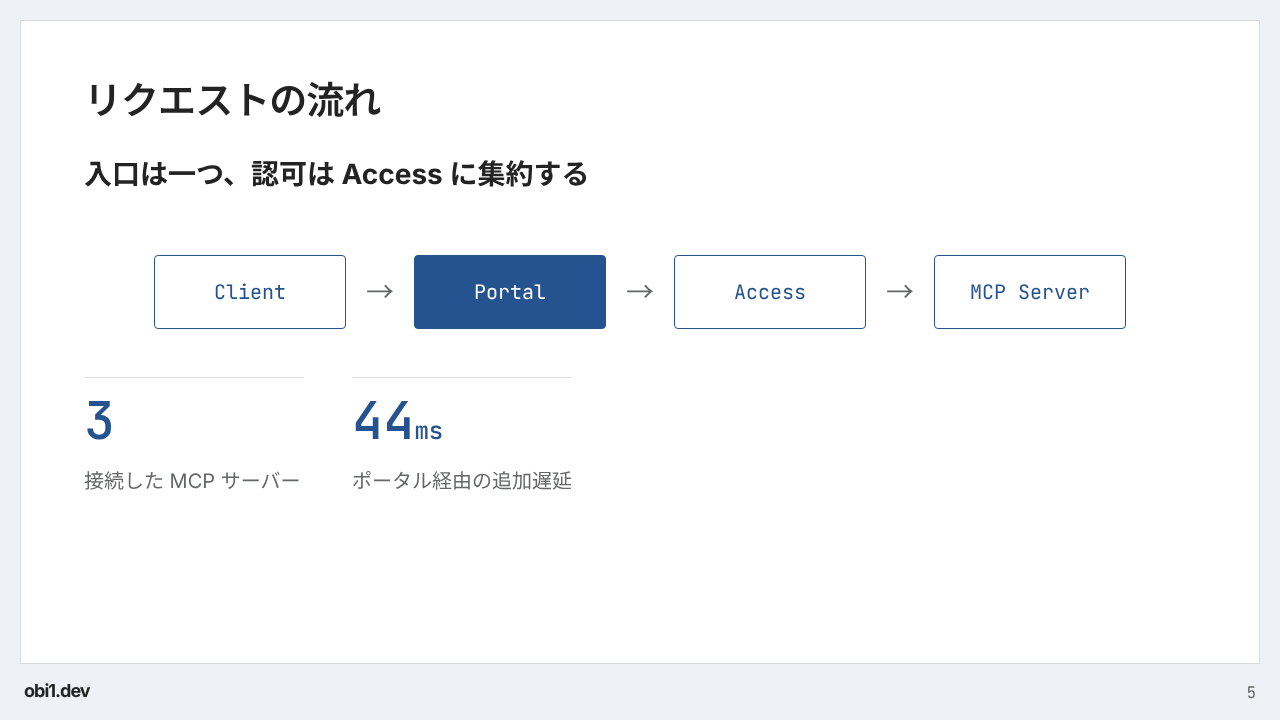 リクエストの流れ
入口は一つ、認可は Access に集約する
Client → Portal → Access → MCP Server
3
接続した MCP サーバー
44ms
ポータル経由の追加遅延
obi1.dev
5